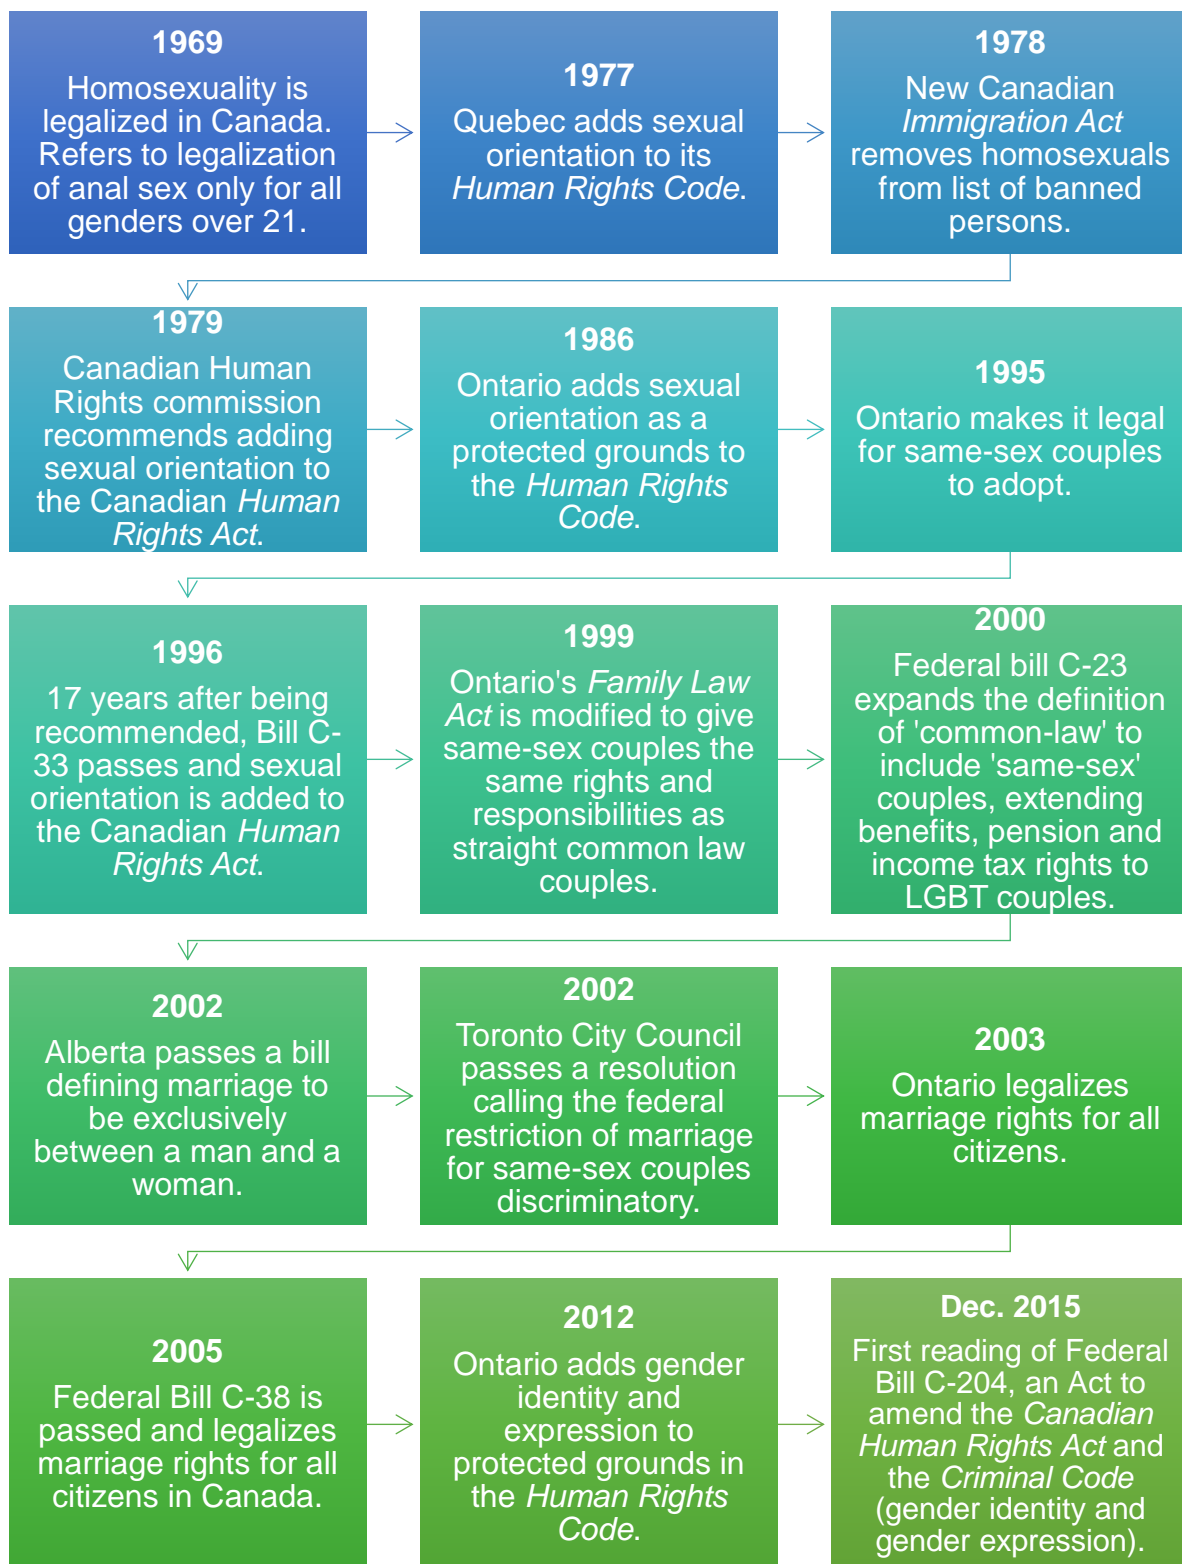 1969
Homosexuality is
legalized in Canada.
Refers to legalization
of anal sex only for all
genders over 21.
1977
Quebec adds sexual
orientation to its
Human Rights Code.
1978
New Canadian
Immigration Act
removes homosexuals
from list of banned
persons.
1979
Canadian Human
Rights commission
recommends adding
sexual orientation to
the Canadian Human
Rights Act.
1986
Ontario adds sexual
orientation as a
protected grounds to
the Human Rights
Code.
1995
Ontario makes it legal
for same-sex couples
to adopt.
1996
17 years after being
recommended, Bill C-
33 passes and sexual
orientation is added to
the Canadian Human
Rights Act.
1999
Ontario's Family Law
Act is modified to give
same-sex couples the
same rights and
responsibilities as
straight common law
couples.
2000
Federal bill C-23
expands the definition
of 'common-law' to
include 'same-sex'
couples, extending
benefits, pension and
income tax rights to
LGBT couples.
2002
Alberta passes a bill
defining marriage to
be exclusively
between a man and a
woman.
2002
Toronto City Council
passes a resolution
calling the federal
restriction of marriage
for same-sex couples
discriminatory.
2003
Ontario legalizes
marriage rights for all
citizens.
2005
Federal Bill C-38 is
passed and legalizes
marriage rights for all
citizens in Canada.
2012
Ontario adds gender
identity and
expression to
protected grounds in
the Human Rights
Code.
Dec. 2015
First reading of Federal
Bill C-204, an Act to
amend the Canadian
Human Rights Act and
the Criminal Code
(gender identity and
gender expression).